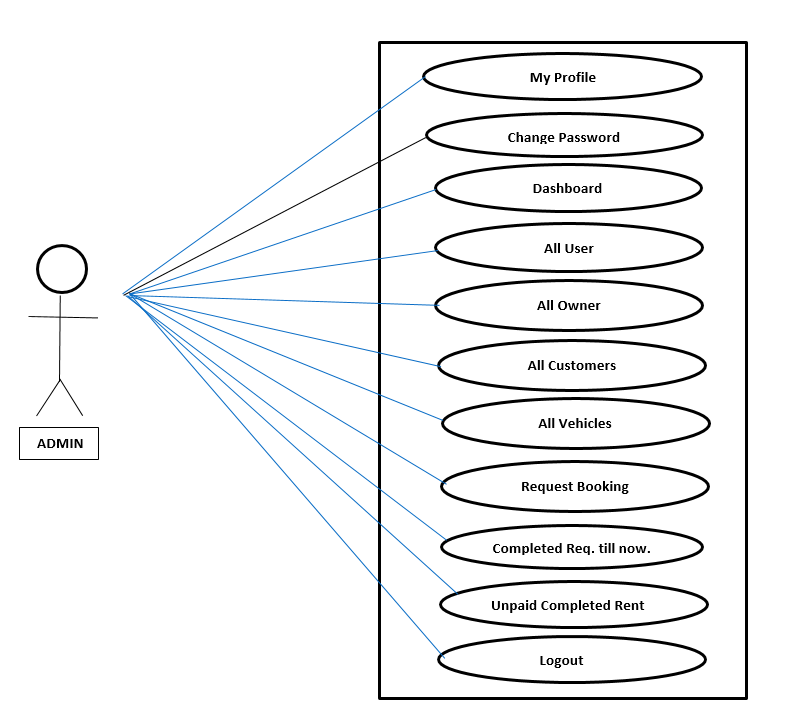 My Profile
Change Password
Dashboard
All User
All Owner
All Customers
All Vehicles
ADMIN
Request Booking
Completed Req. till now.
Unpaid Completed Rent
Logout